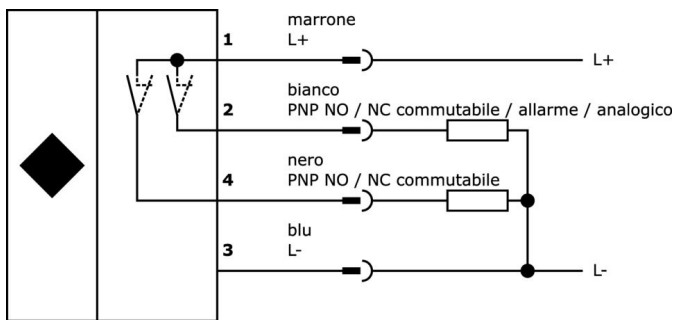 marrone
1 L+
L+
bianco
2 PNP NO / NC commutabile / allarme / analogico
nero
4 PNP NO / NC commutabile
blu
3 L-
L-